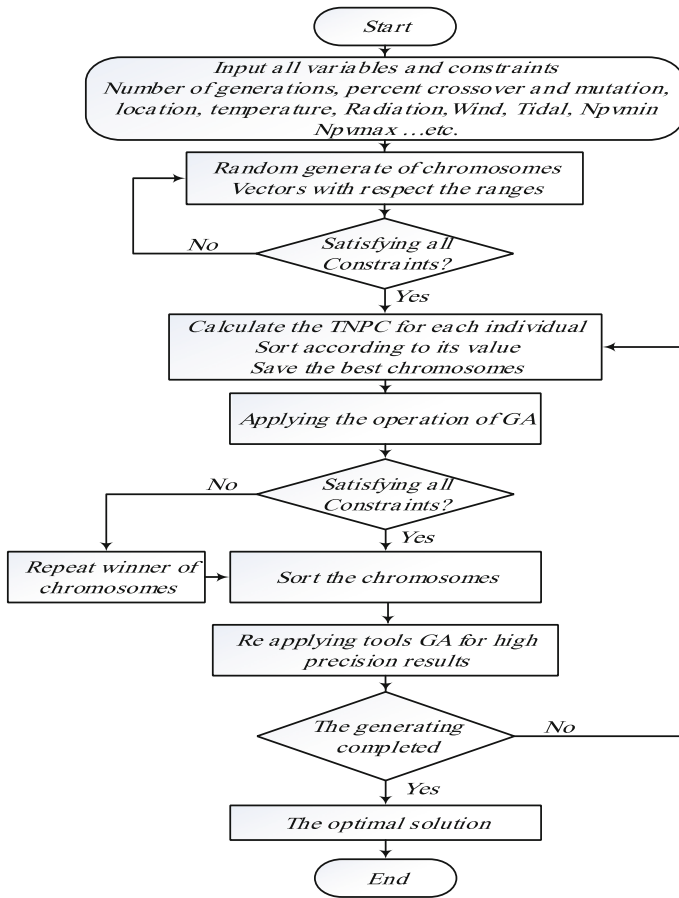 Start
Input all variables and constraints
Number of generations, percent crossover and mutation,
location, temperature, Radiation, Wind, Tidal, Npvmin
Npvmax ...etc.
Random generate of chromosomes
Vectors with respect the ranges
No
Satisfying all
Constraints?
Yes
Calculate the TNPC for each individual
Sort according to its value
Save the best chromosomes
Applying the operation of GA
No
Satisfying all
Constraints?
Yes
Repeat winner of
chromosomes
Sort the chromosomes
Re applying tools GA for high
precision results
The generating
completed
No
Yes
The optimal solution
End